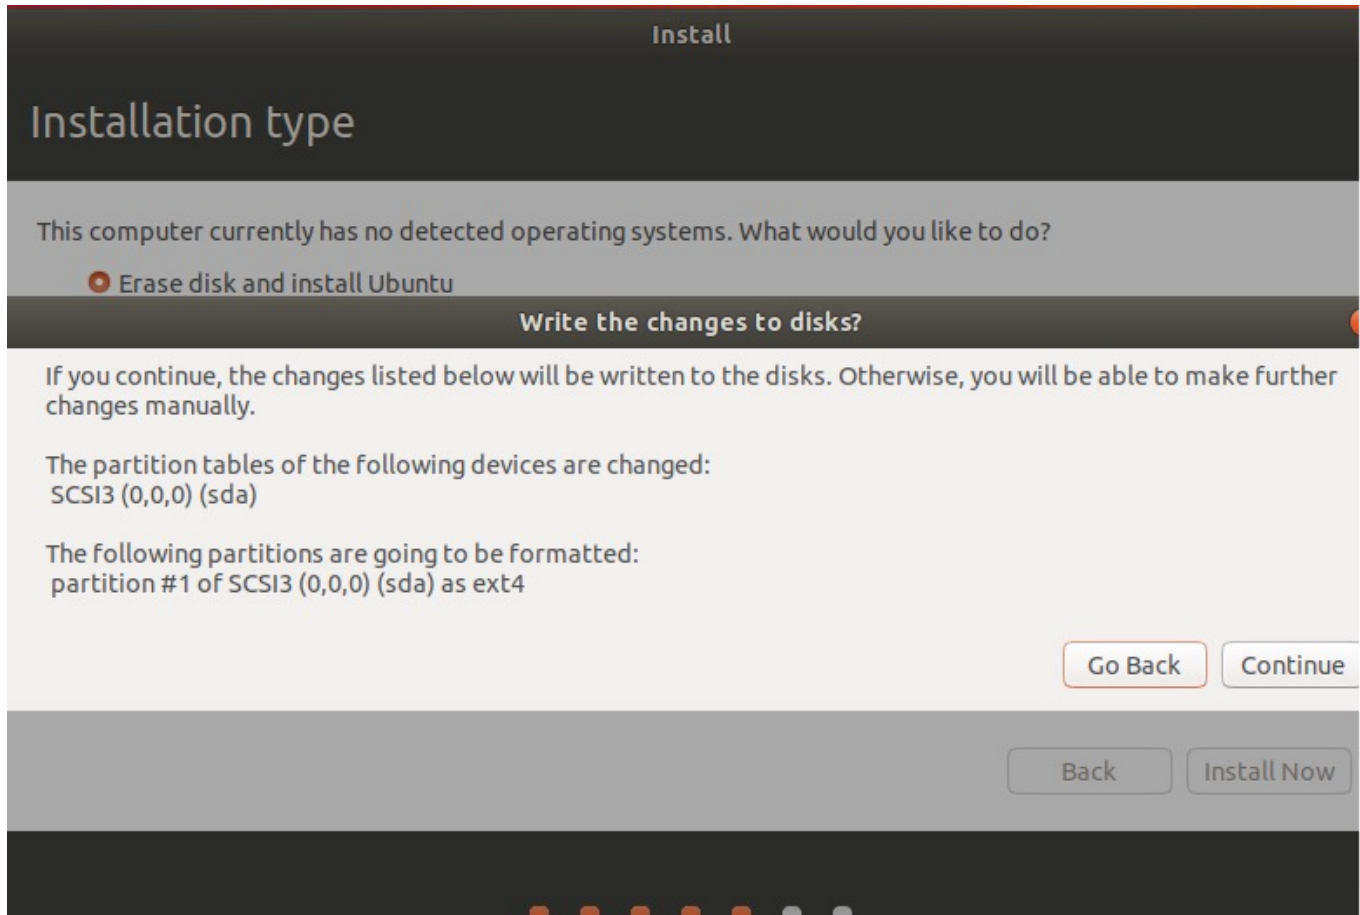 Install
Installation type
This computer currently has no detected operating systems. What would you like to do?
Erase disk and install Ubuntu
Write the changes to disks?
If you continue, the changes listed below will be written to the disks. Otherwise, you will be able to make further
changes manually.
The partition tables of the following devices are changed:
SCSI3 (0,0,0) (sda)
The following partitions are going to be formatted:
partition #1 of SCSI3 (0,0,0) (sda) as ext4
Go Back Continue
Back Install Now